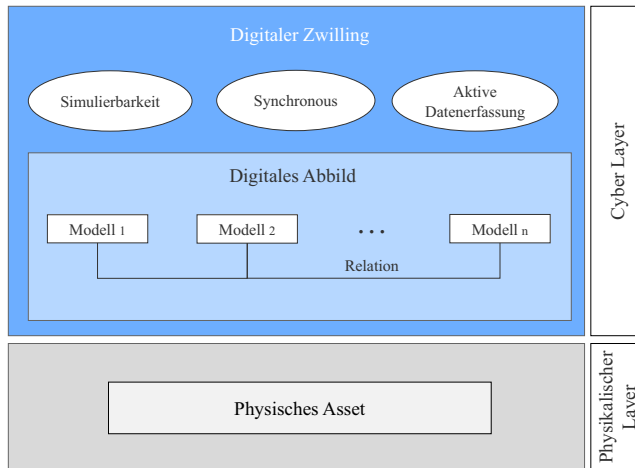 Digitaler Zwilling
Simulierbarkeit
Synchronous
Aktive
Datenerfassung
Digitales Abbild
Modell 1
Modell 2
...
Modell n
Relation
Cyber Layer
Physisches Asset
Physikalischer
Layer